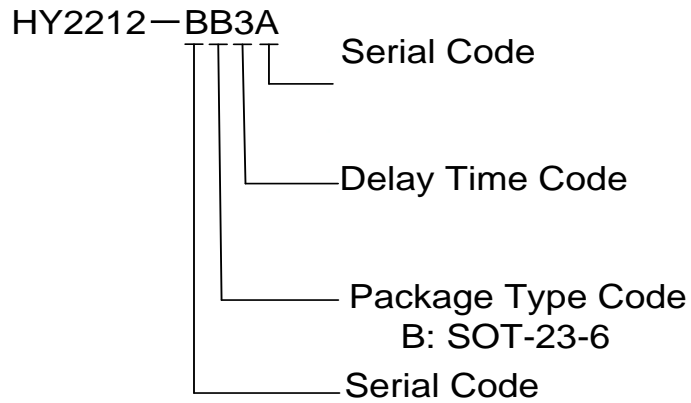 HY2212－BB3A
Serial Code
Delay Time Code
Package Type Code
B: SOT-23-6
Serial Code